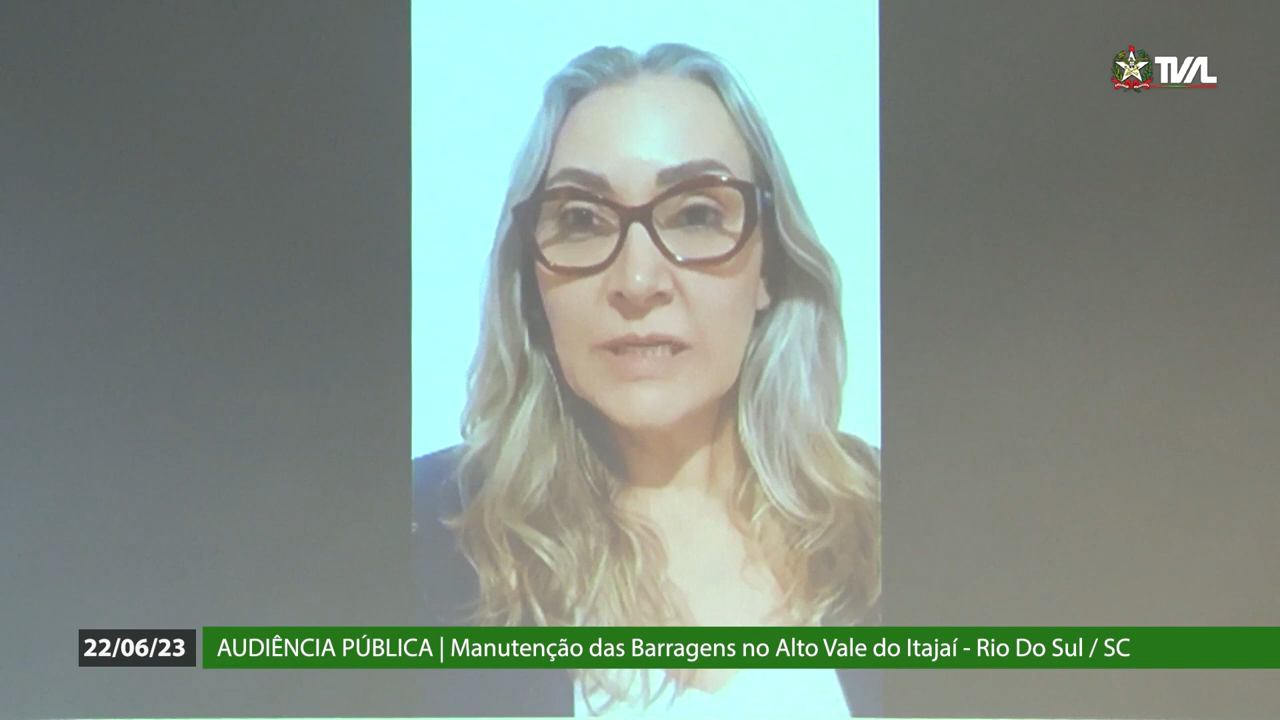 TVAL
22/06/23
AUDIÊNCIA PÚBLICA | Manutenção das Barragens no Alto Vale do Itajaí - Rio Do Sul / SC